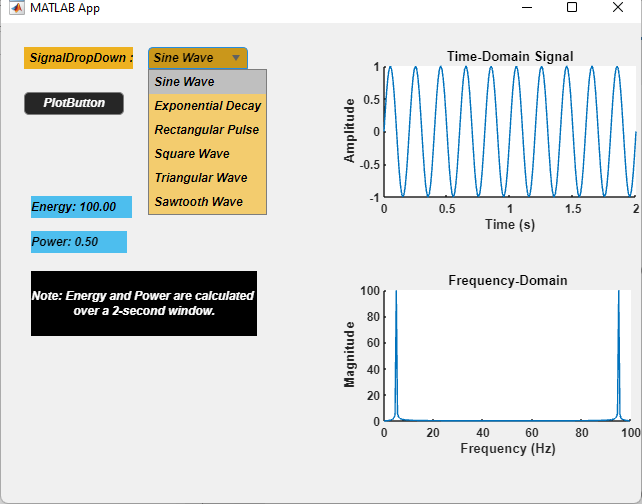 MATLAB App
SignalDropDown :
Sine Wave
Sine Wave
Exponential Decay
Rectangular Pulse
Square Wave
Triangular Wave
Sawtooth Wave
PlotButton
Energy: 100.00
Power: 0.50
Note: Energy and Power are calculated
over a 2-second window.
Time-Domain Signal
Amplitude
1
0.5
0
-0.5
-1
0 0.5 1 1.5 2
Time (s)
Frequency-Domain
Magnitude
100
80
60
40
20
0
0 20 40 60 80 100
Frequency (Hz)